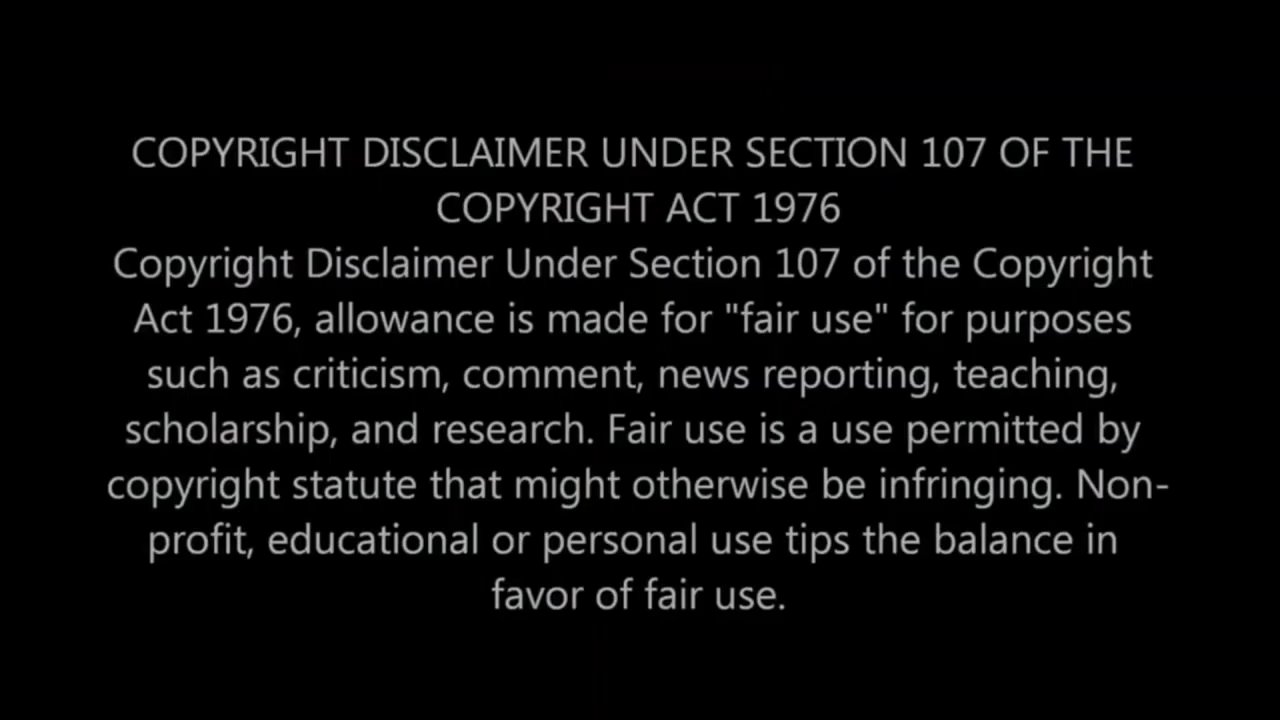 COPYRIGHT DISCLAIMER UNDER SECTION 107 OF THE
COPYRIGHT ACT 1976
Copyright Disclaimer Under Section 107 of the Copyright
Act 1976, allowance is made for "fair use" for purposes
such as criticism, comment, news reporting, teaching,
scholarship, and research. Fair use is a use permitted by
copyright statute that might otherwise be infringing. Non-
profit, educational or personal use tips the balance in
favor of fair use.